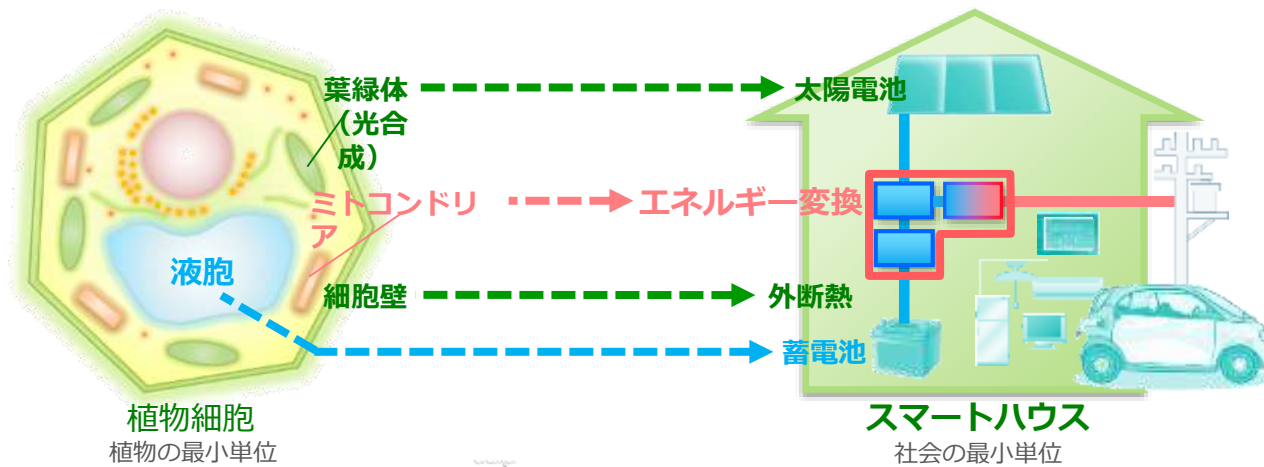 葉緑体
（光合
成）
太陽電池
ミトコンドリ
ア
エネルギー変換
液胞
細胞壁
外断熱
蓄電池
植物細胞
植物の最小単位
スマートハウス
社会の最小単位